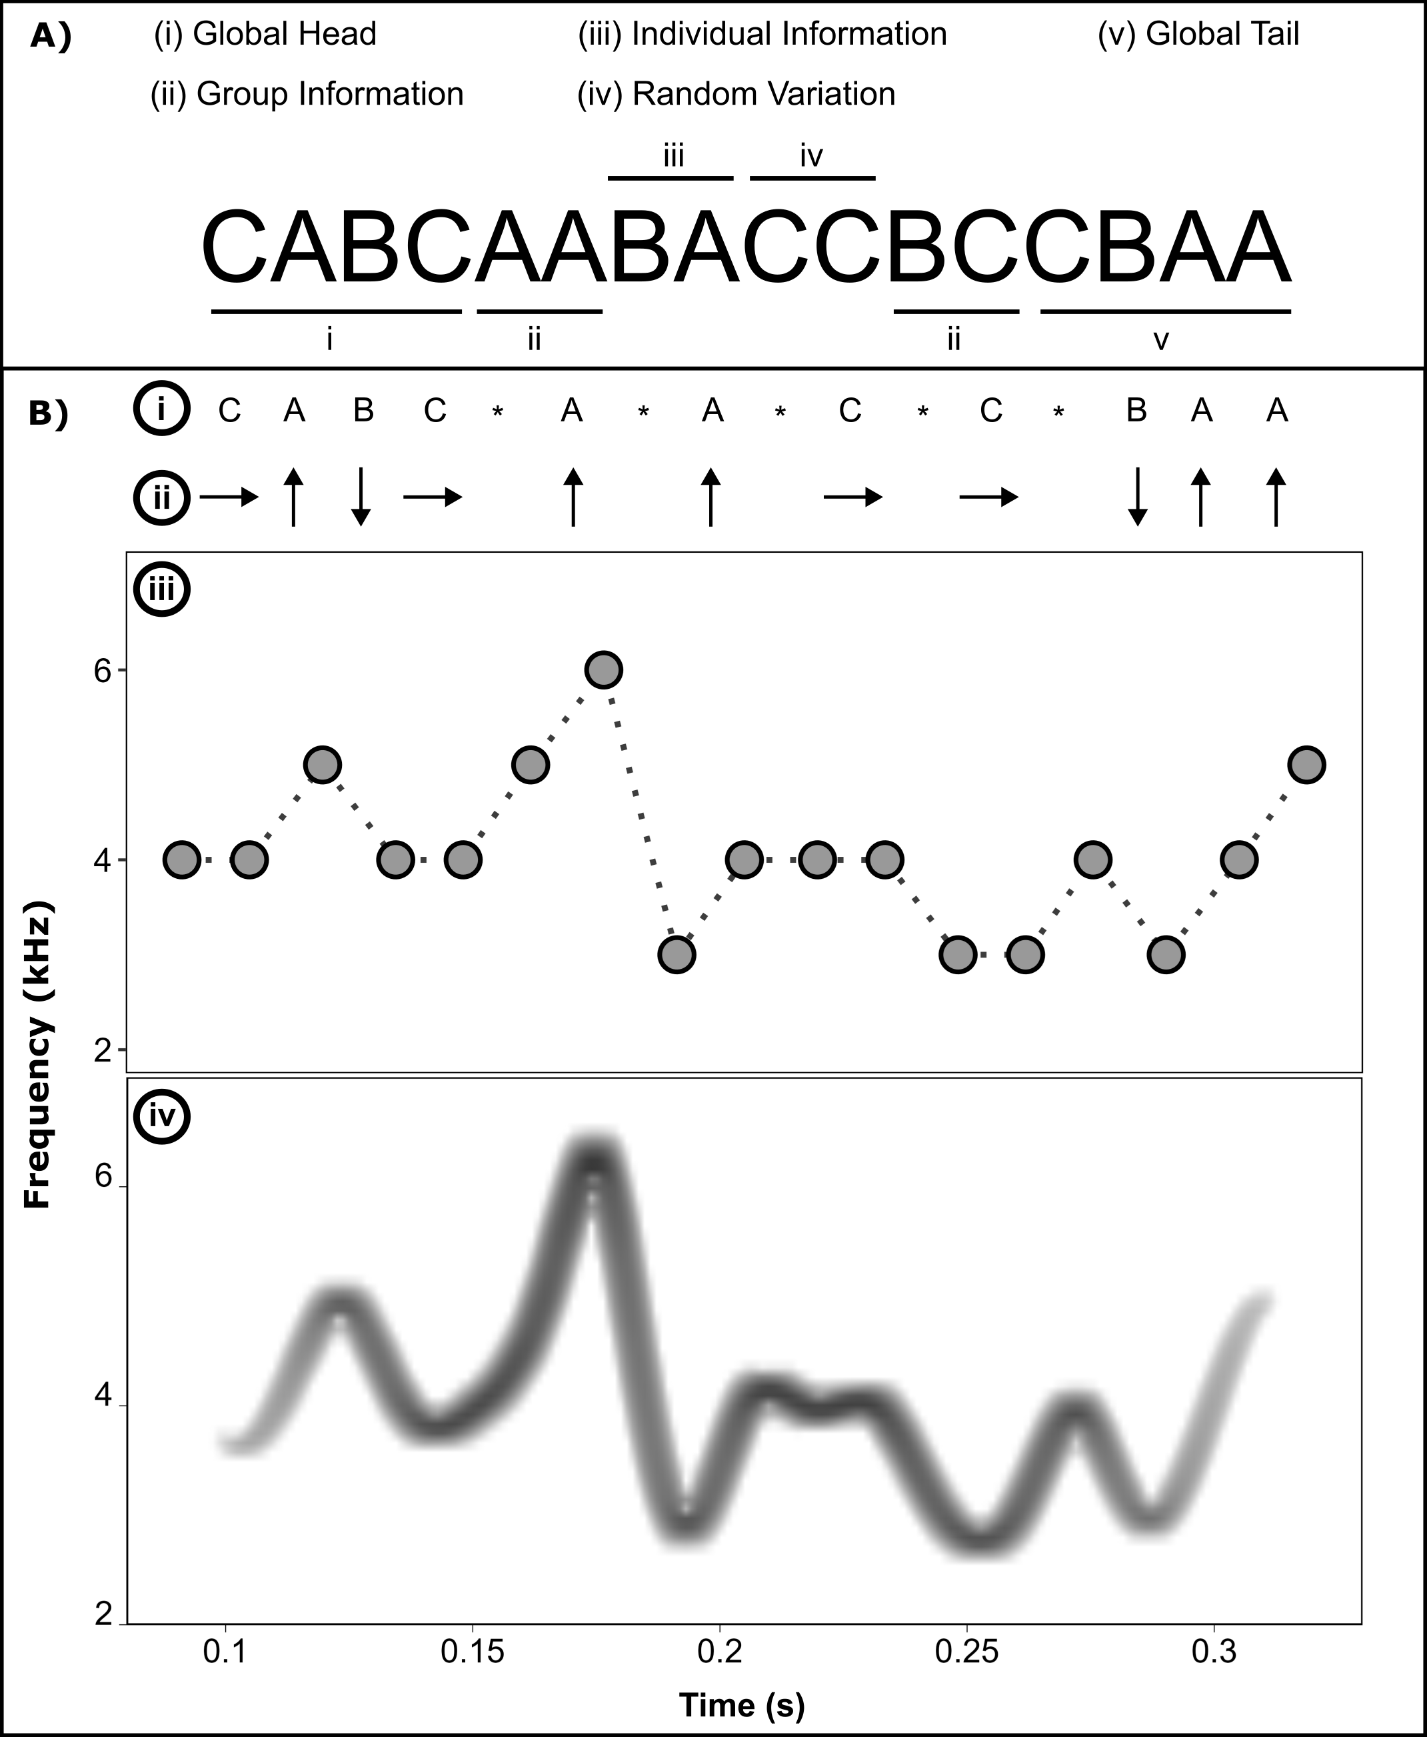 A) (i) Global Head (iii) Individual Information (v) Global Tail
(ii) Group Information (iv) Random Variation
iii iv
CABCAABACCBCCBAA
i ii ii v
B) i C A B C * A * A * C * C * B A A
ii → ↑ ↓ → ↑ ↑ → → ↓ ↑ ↑
iii
6
4
2
Frequency (kHz)
iv
6
4
2
0.1 0.15 0.2 0.25 0.3
Time (s)